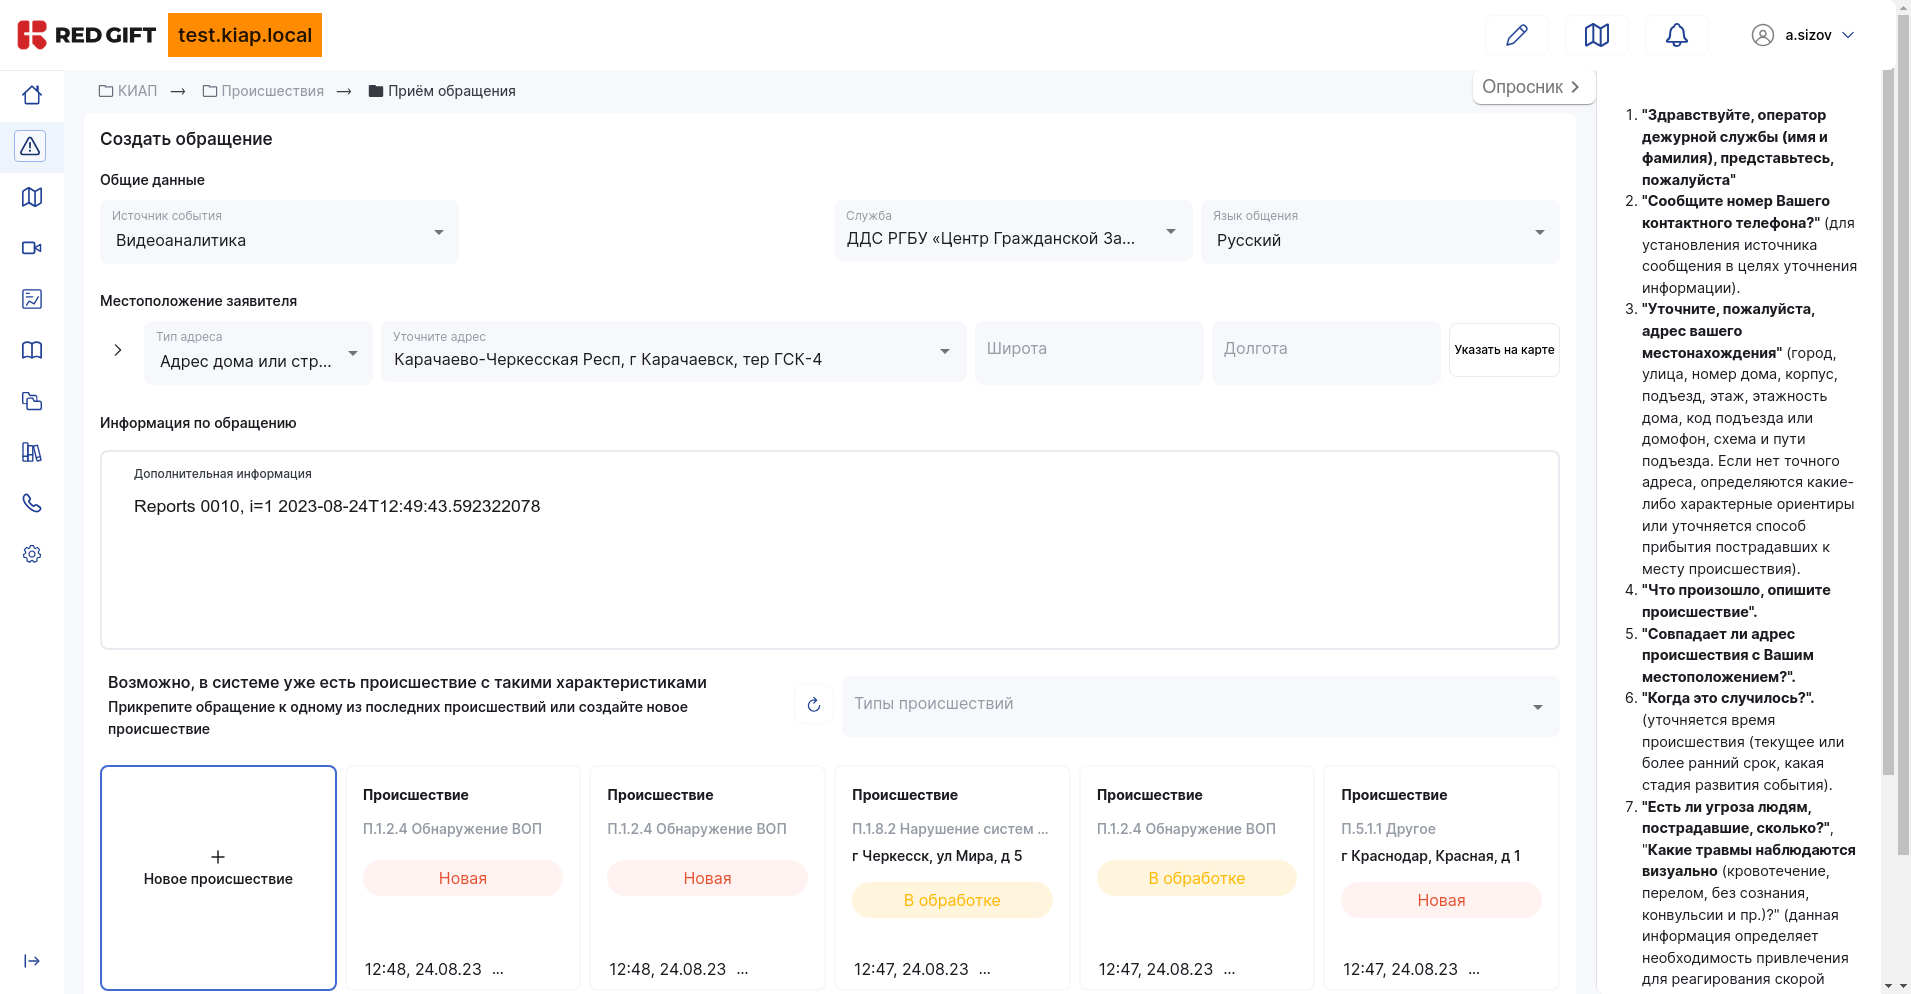 RED GIFT
test.kiap.local
a.sizov
КИАП → Происшествия → Приём обращения
Опросник
Создать обращение
Общие данные
Источник события
Видеоаналитика
Служба
ДДС РГБУ «Центр Гражданской За...
Язык общения
Русский
Местоположение заявителя
Тип адреса
Адрес дома или стр...
Уточните адрес
Карачаево-Черкесская Респ, г Карачаевск, тер ГСК-4
Широта
Долгота
Указать на карте
Информация по обращению
Дополнительная информация
Reports 0010, i=1 2023-08-24T12:49:43.592322078
Возможно, в системе уже есть происшествие с такими характеристиками
Прикрепите обращение к одному из последних происшествий или создайте новое
происшествие
Типы происшествий
Новое происшествие
Происшествие
П.1.2.4 Обнаружение ВОП
Новая
12:48, 24.08.23 ...
Происшествие
П.1.2.4 Обнаружение ВОП
Новая
12:48, 24.08.23 ...
Происшествие
П.1.8.2 Нарушение систем ...
г Черкесск, ул Мира, д 5
В обработке
12:47, 24.08.23 ...
Происшествие
П.1.2.4 Обнаружение ВОП
В обработке
12:47, 24.08.23 ...
Происшествие
П.5.1.1 Другое
г Краснодар, Красная, д 1
Новая
12:47, 24.08.23 ...
1. "Здравствуйте, оператор
дежурной службы (имя и
фамилия), представьтесь,
пожалуйста"
2. "Сообщите номер Вашего
контактного телефона?" (для
установления источника
сообщения в целях уточнения
информации).
3. "Уточните, пожалуйста,
адрес вашего
местонахождения" (город,
улица, номер дома, корпус,
подъезд, этаж, этажность
дома, код подъезда или
домофон, схема и пути
подъезда. Если нет точного
адреса, определяются какие-
либо характерные ориентиры
или уточняется способ
прибытия пострадавших к
месту происшествия).
4. "Что произошло, опишите
происшествие".
5. "Совпадает ли адрес
происшествия с Вашим
местоположением?".
6. "Когда это случилось?".
(уточняется время
происшествия (текущее или
более ранний срок, какая
стадия развития события).
7. "Есть ли угроза людям,
пострадавшие, сколько?",
"Какие травмы наблюдаются
визуально (кровотечение,
перелом, без сознания,
конвульсии и пр.)?" (данная
информация определяет
необходимость привлечения
для реагирования скорой